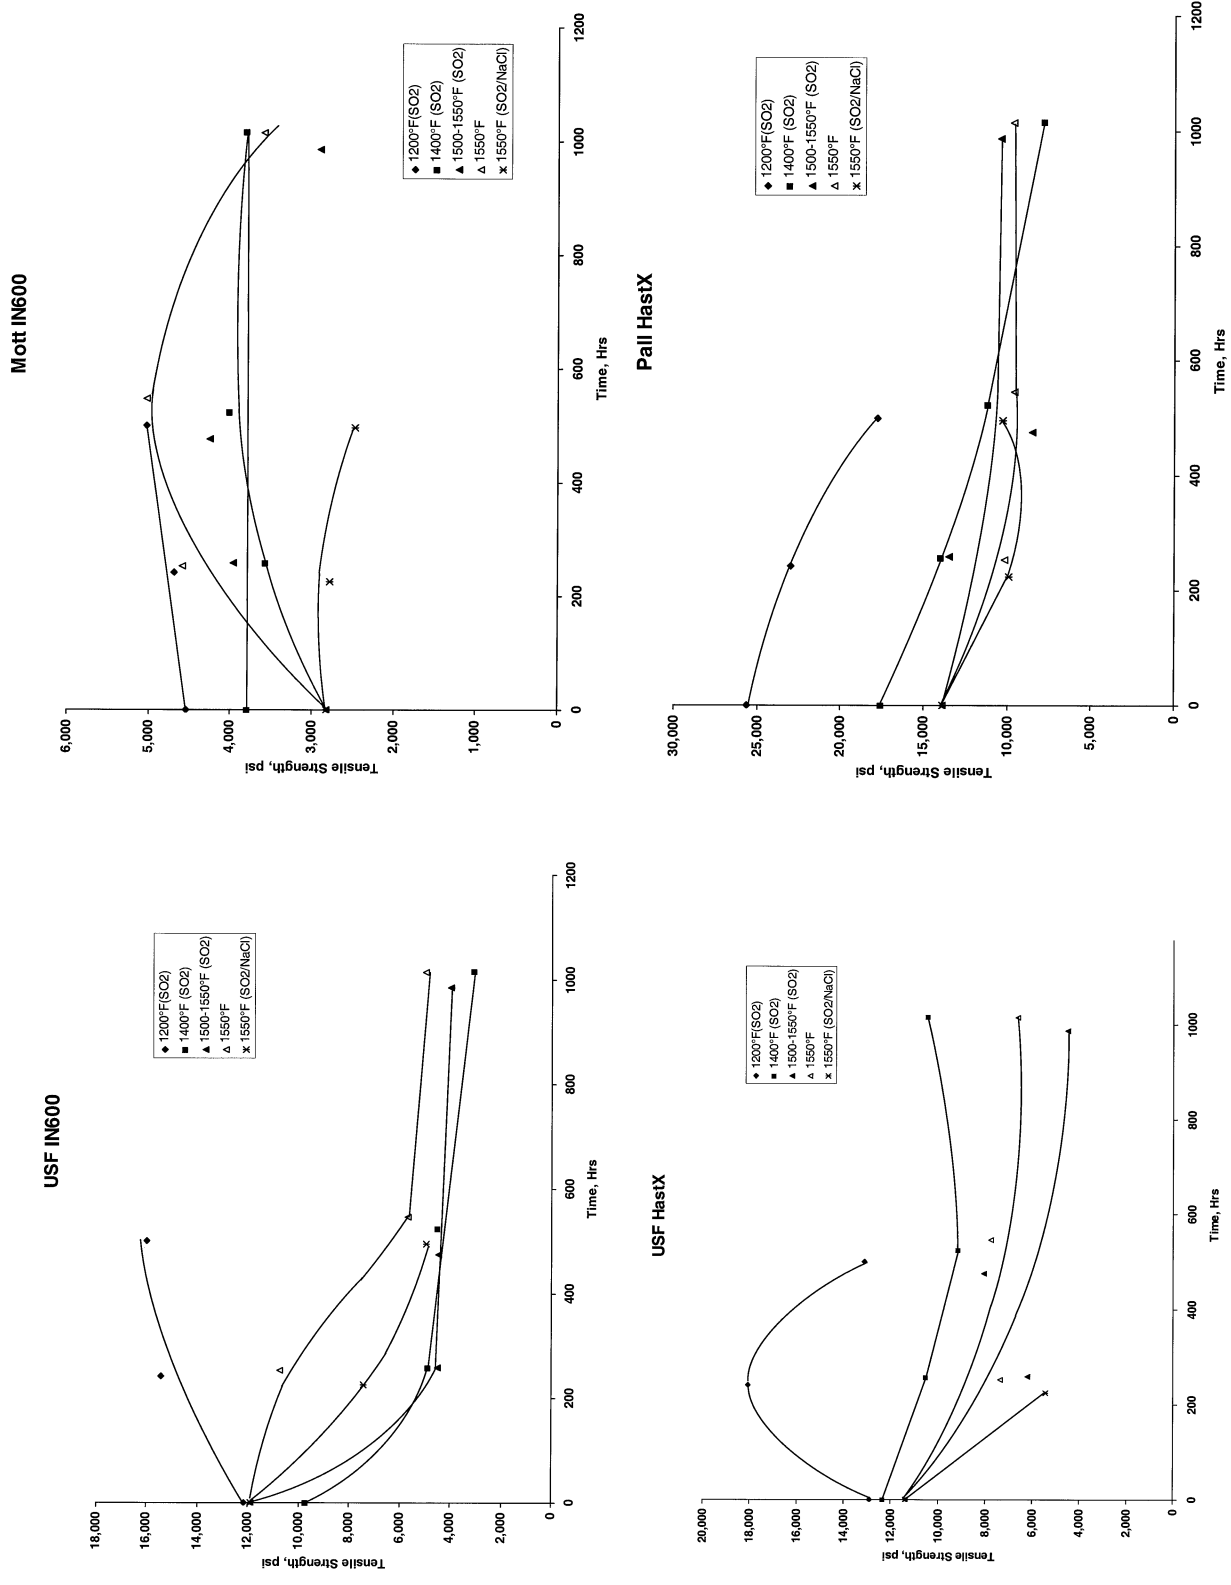 USF IN600
18,000
16,000
14,000
12,000
10,000
8,000
6,000
4,000
2,000
0
Tensile Strength, psi
0
200
400
600
800
1000
1200
Time, Hrs
1200°F(SO2)
1400°F (SO2)
1500-1550°F (SO2)
1550°F
1550°F (SO2/NaCl)
Mott IN600
6,000
5,000
4,000
3,000
2,000
1,000
0
Tensile Strength, psi
0
200
400
600
800
1000
1200
Time, Hrs
1200°F(SO2)
1400°F (SO2)
1500-1550°F (SO2)
1550°F
1550°F (SO2/NaCl)
USF HastX
20,000
18,000
16,000
14,000
12,000
10,000
8,000
6,000
4,000
2,000
0
Tensile Strength, psi
0
200
400
600
800
1000
Time, Hrs
1200°F(SO2)
1400°F (SO2)
1500-1550°F (SO2)
1550°F
1550°F (SO2/NaCl)
Pall HastX
30,000
25,000
20,000
15,000
10,000
5,000
0
Tensile Strength, psi
0
200
400
600
800
1000
1200
Time, Hrs
1200°F(SO2)
1400°F (SO2)
1500-1550°F (SO2)
1550°F
1550°F (SO2/NaCl)